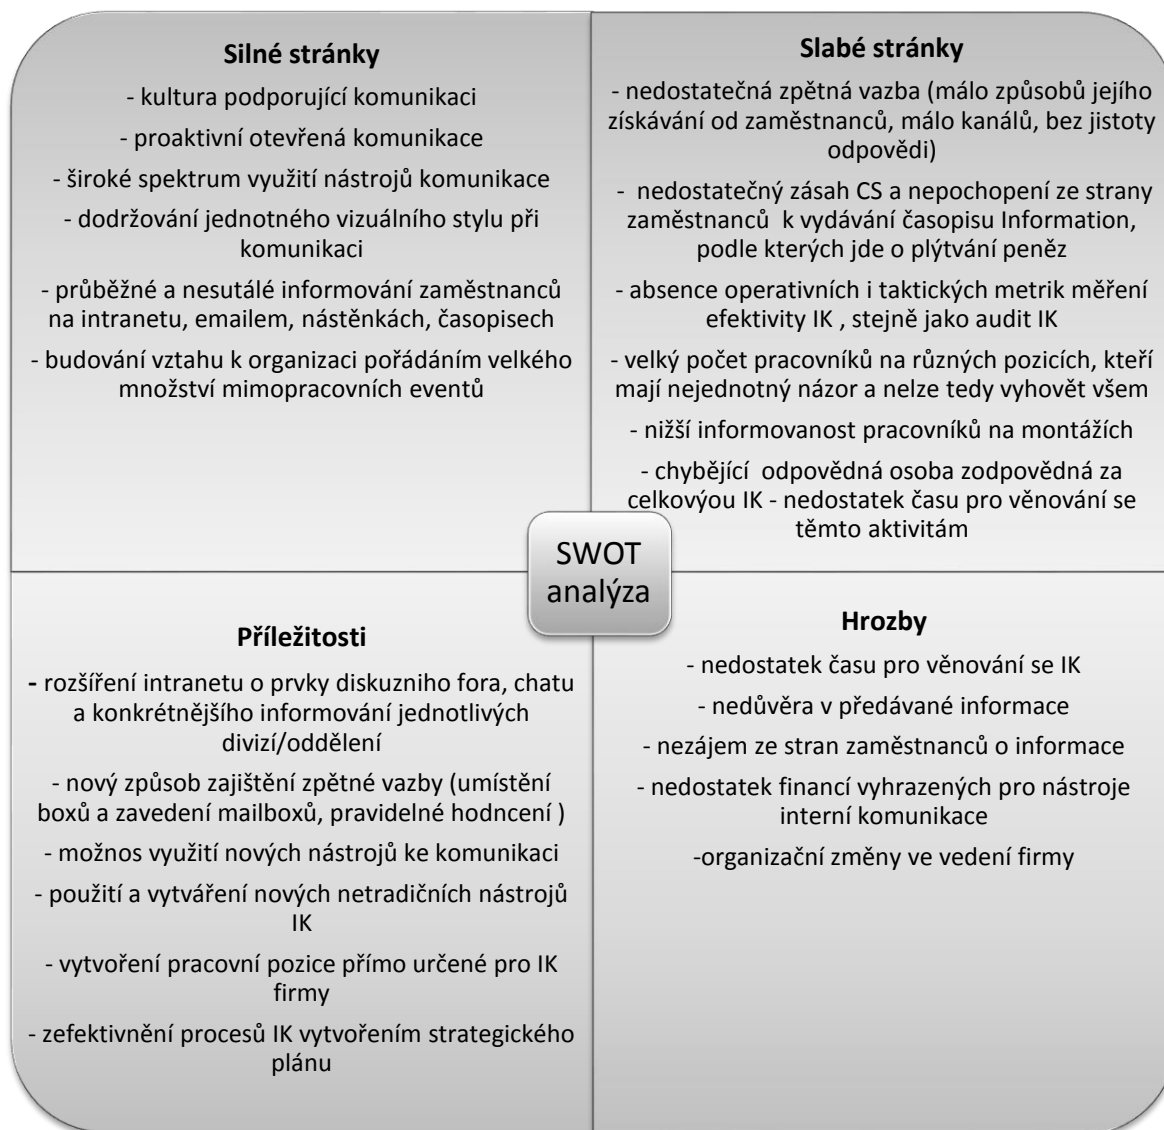 Silné stránky
- kultura podporující komunikaci
- proaktivní otevřená komunikace
- široké spektrum využití nástrojů komunikace
- dodržování jednotného vizuálního stylu při
komunikaci
- průběžné a nesutálé informování zaměstnanců
na intranetu, emailem, nástěnkách, časopisech
- budování vztahu k organizaci pořádáním velkého
množství mimopracovních eventů
Slabé stránky
- nedostatečná zpětná vazba (málo způsobů jejího
získávání od zaměstnanců, málo kanálů, bez jistoty
odpovědi)
- nedostatečný zásah CS a nepochopení ze strany
zaměstnanců k vydávání časopisu Information,
podle kterých jde o plýtvání peněz
- absence operativních i taktických metrik měření
efektivity IK , stejně jako audit IK
- velký počet pracovníků na různých pozicích, kteří
mají nejednotný názor a nelze tedy vyhovět všem
- nižší informovanost pracovníků na montážích
- chybějící odpovědná osoba zodpovědná za
celkovýou IK - nedostatek času pro věnování se
těmto aktivitám
SWOT
analýza
Příležitosti
- rozšíření intranetu o prvky diskuzniho fora, chatu
a konkrétnějšího informování jednotlivých
divizí/oddělení
- nový způsob zajištění zpětné vazby (umístění
boxů a zavedení mailboxů, pravidelné hodncení )
- možnos využití nových nástrojů ke komunikaci
- použití a vytváření nových netradičních nástrojů
IK
- vytvoření pracovní pozice přímo určené pro IK
firmy
- zefektivnění procesů IK vytvořením strategického
plánu
Hrozby
- nedostatek času pro věnování se IK
- nedůvěra v předávané informace
- nezájem ze stran zaměstnanců o informace
- nedostatek financí vyhrazených pro nástroje
interní komunikace
-organizační změny ve vedení firmy